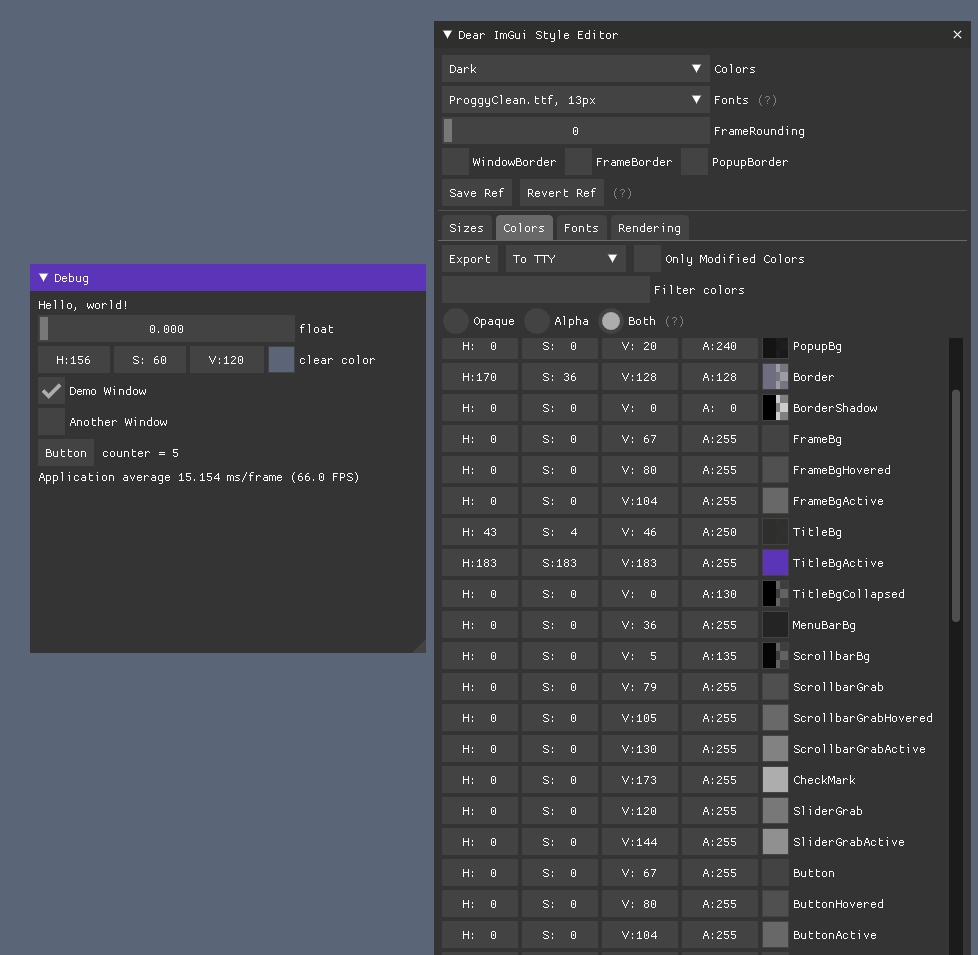 Dear ImGui Style Editor
Dark Colors
ProggyClean.ttf, 13px Fonts (?)
0 FrameRounding
WindowBorder FrameBorder PopupBorder
Save Ref Revert Ref (?)
Sizes Colors Fonts Rendering
Export To TTY Only Modified Colors
Filter colors
Opaque Alpha Both (?)
H: 0 S: 0 V: 20 A:240 PopupBg
H:170 S: 36 V:128 A:128 Border
H: 0 S: 0 V: 0 A: 0 BorderShadow
H: 0 S: 0 V: 67 A:255 FrameBg
H: 0 S: 0 V: 80 A:255 FrameBgHovered
H: 0 S: 0 V:104 A:255 FrameBgActive
H: 43 S: 4 V: 46 A:250 TitleBg
H:183 S:183 V:183 A:255 TitleBgActive
H: 0 S: 0 V: 0 A:130 TitleBgCollapsed
H: 0 S: 0 V: 36 A:255 MenuBarBg
H: 0 S: 0 V: 5 A:135 ScrollbarBg
H: 0 S: 0 V: 79 A:255 ScrollbarGrab
H: 0 S: 0 V:105 A:255 ScrollbarGrabHovered
H: 0 S: 0 V:130 A:255 ScrollbarGrabActive
H: 0 S: 0 V:173 A:255 CheckMark
H: 0 S: 0 V:120 A:255 SliderGrab
H: 0 S: 0 V:144 A:255 SliderGrabActive
H: 0 S: 0 V: 67 A:255 Button
H: 0 S: 0 V: 80 A:255 ButtonHovered
H: 0 S: 0 V:104 A:255 ButtonActive
Debug
Hello, world!
0.000 float
H:156 S: 60 V:120 clear color
Demo Window
Another Window
Button counter = 5
Application average 15.154 ms/frame (66.0 FPS)